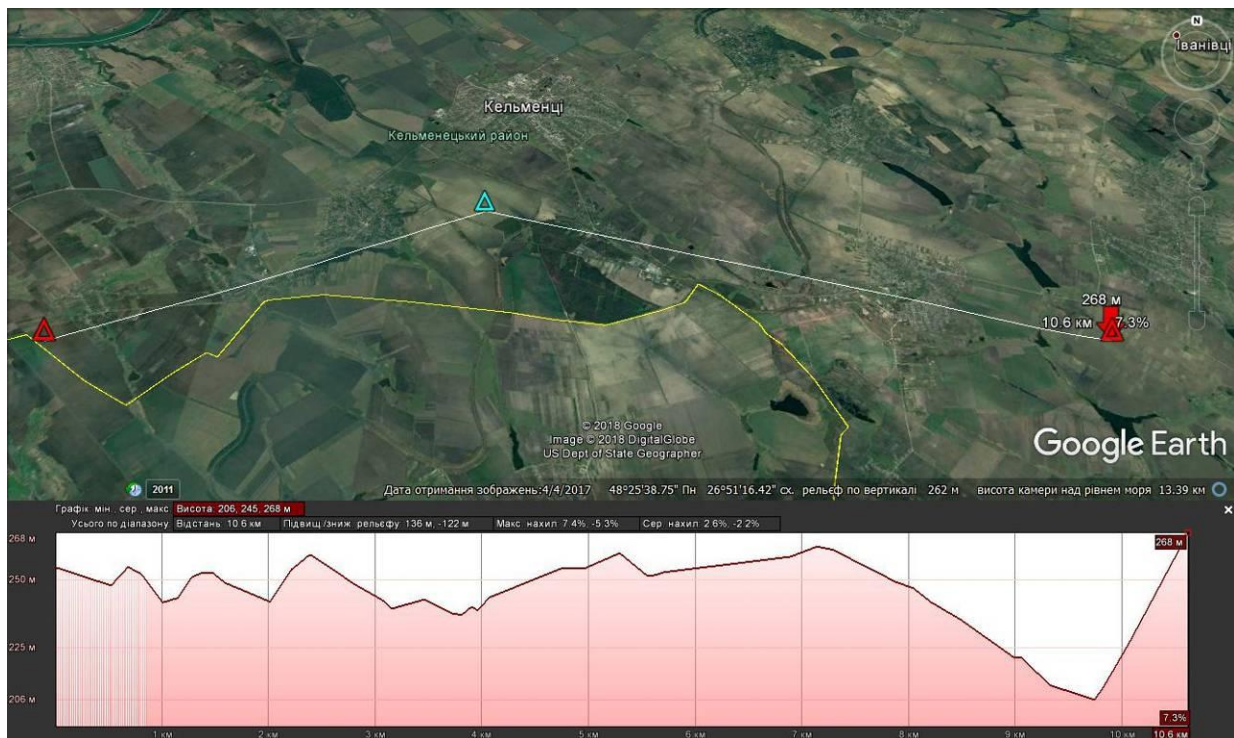 N
Іванівці
Кельменці
Кельменецький район
268 м
10.6 км 7.3%
© 2018 Google
Image © 2018 DigitalGlobe
US Dept of State Geographer
Google Earth
2011
Дата отримання зображень:4/4/2017 48°25'38.75" Пн 26°51'16.42" сх. рельєф по вертикалі 262 м висота камери над рівнем моря 13.39 км
Графік мін., сер., макс Висота: 206, 245, 268 м
Усього по діапазону Відстань: 10.6 км Підвищ/зниж. рельєфу: 136 м, -122 м Макс нахил: 7.4%, -5.3% Сер. нахил: 2.6%, -2.2%
268 м
268 м
250 м
225 м
206 м
7.3%
1 км 2 км 3 км 4 км 5 км 6 км 7 км 8 км 9 км 10 км 10.6 км